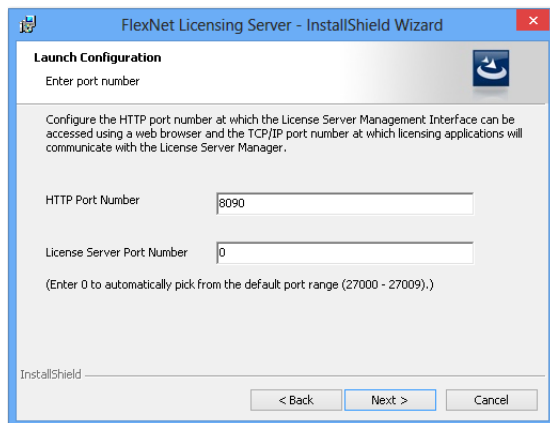 FlexNet Licensing Server - InstallShield Wizard
Launch Configuration
Enter port number
Configure the HTTP port number at which the License Server Management Interface can be
accessed using a web browser and the TCP/IP port number at which licensing applications will
communicate with the License Server Manager.
HTTP Port Number
8090
License Server Port Number
0
(Enter 0 to automatically pick from the default port range (27000 - 27009).)
InstallShield
< Back
Next >
Cancel